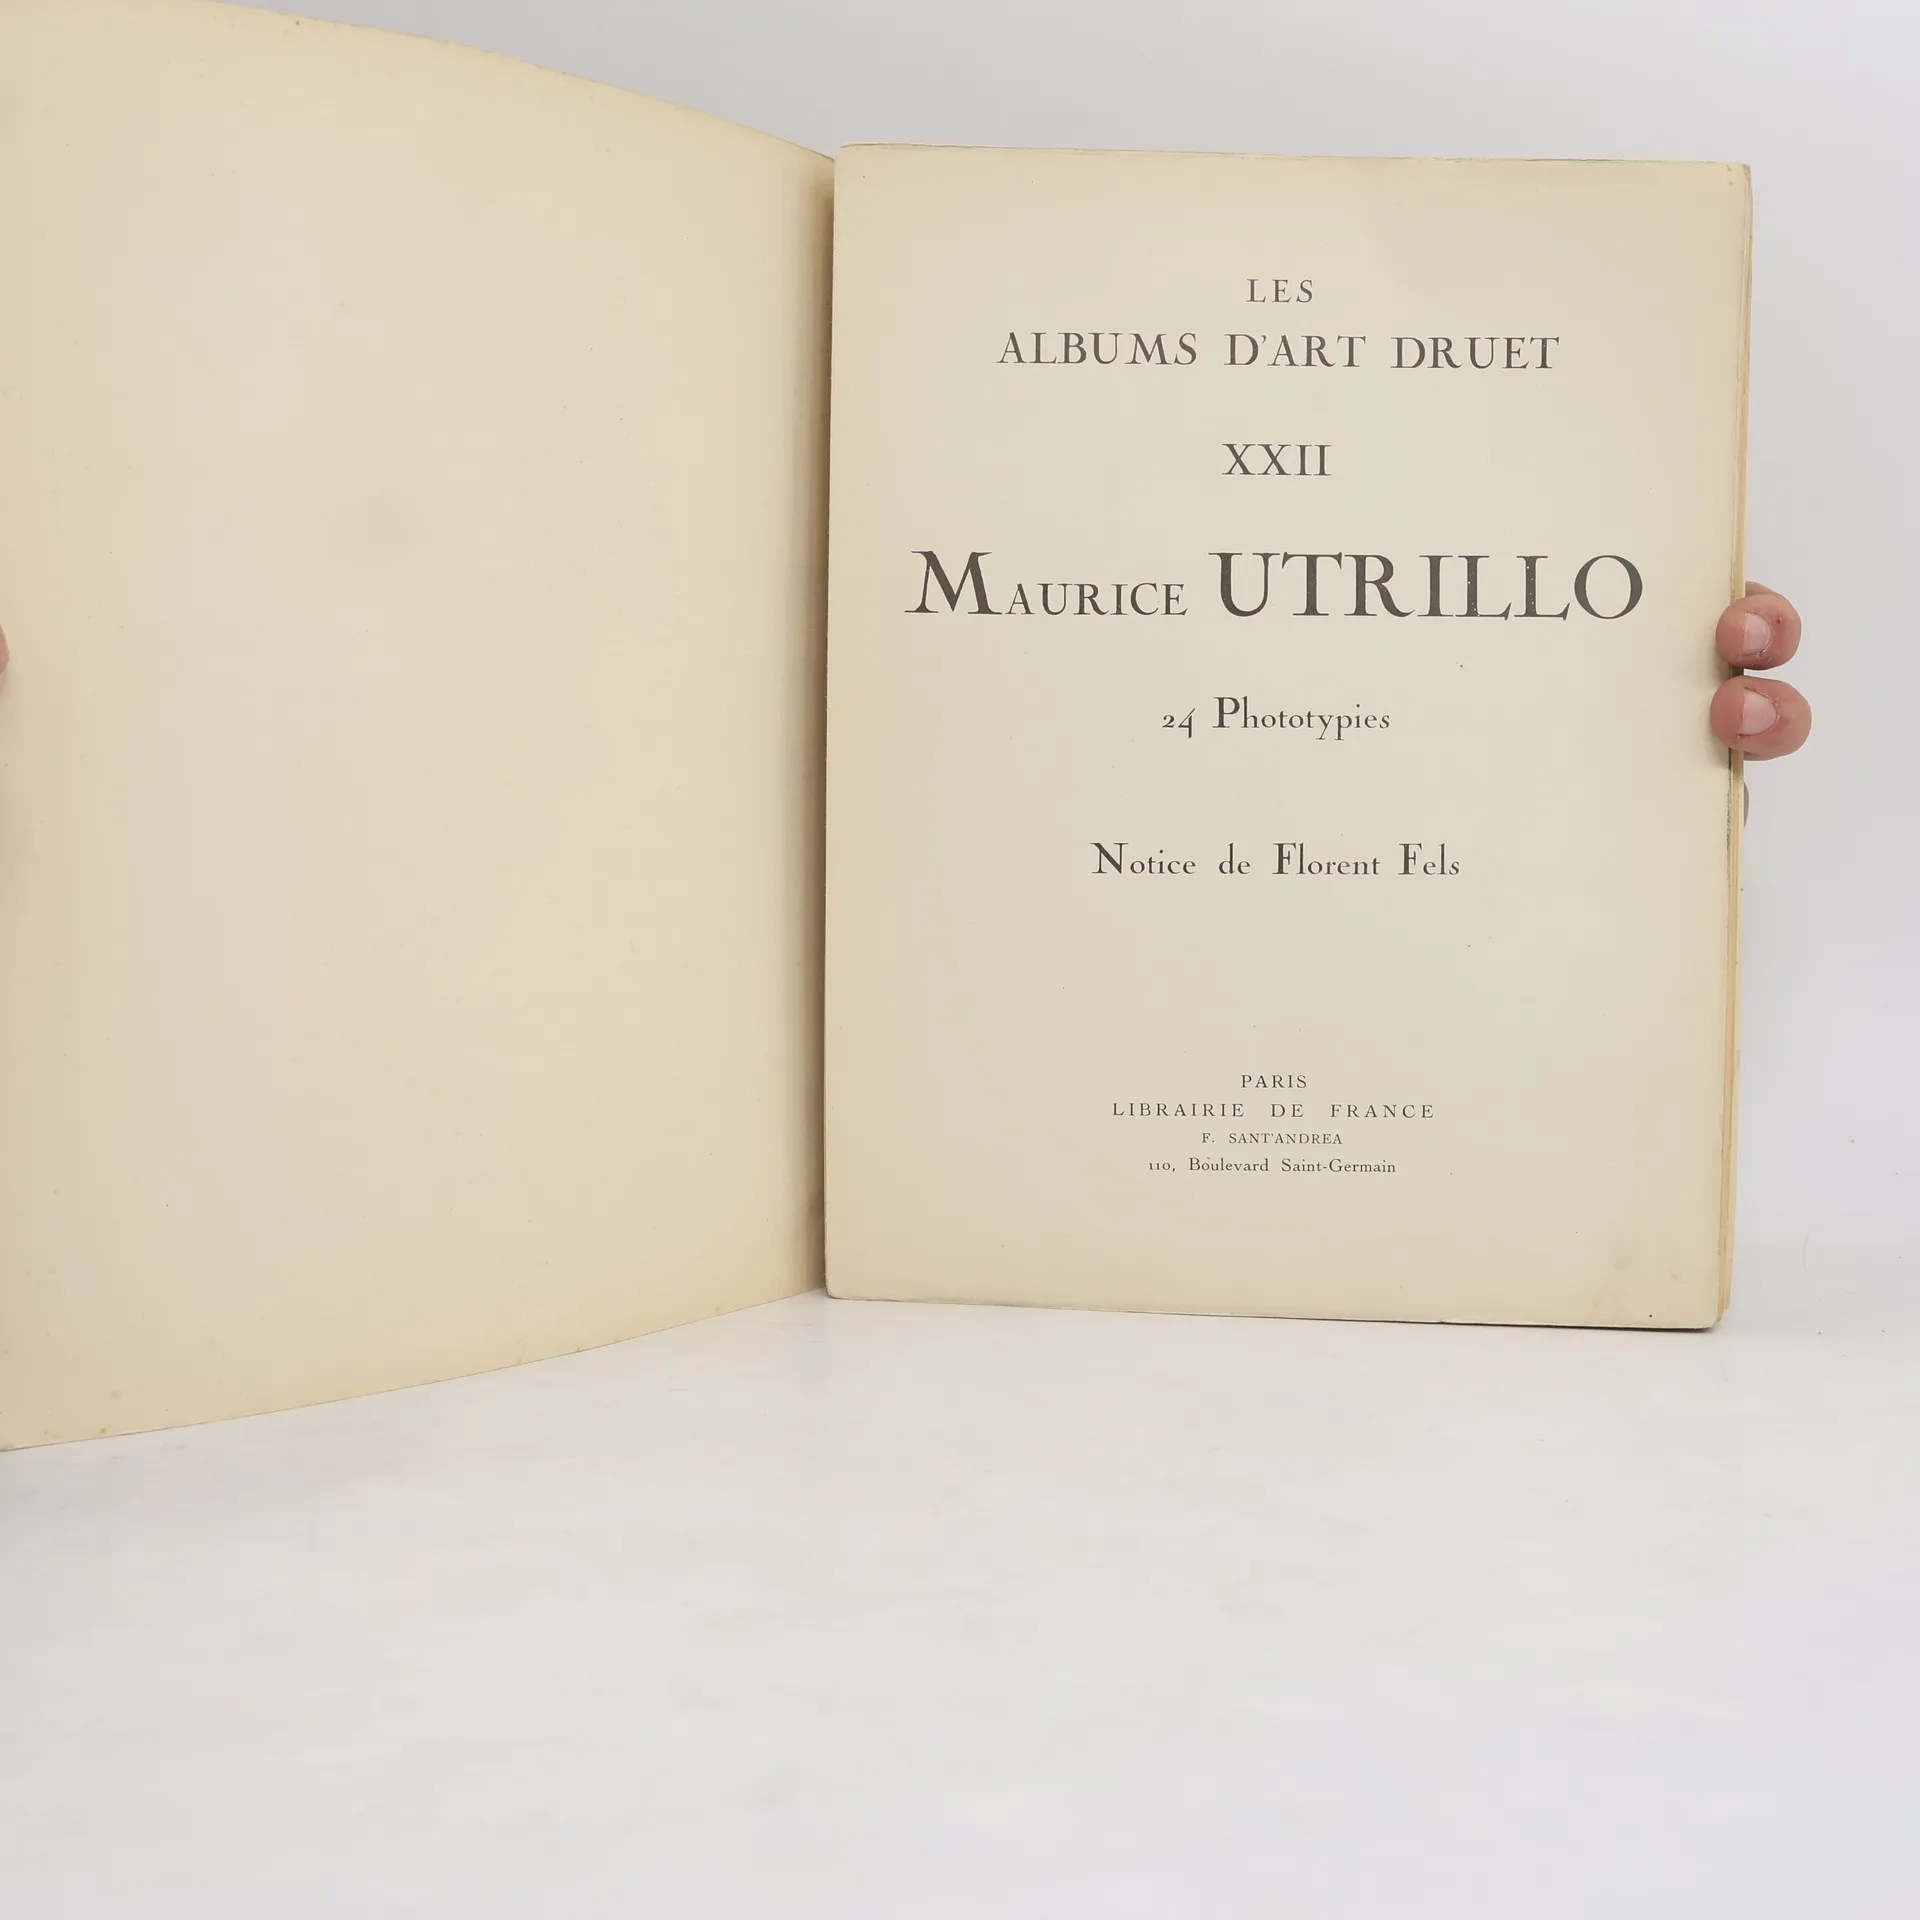 LES
ALBUMS D'ART DRUET
XXII
MAURICE UTRILLO
24 Phototypies
Notice de Florent Fels
PARIS
LIBRAIRIE DE FRANCE
F. SANT'ANDREA
110, Boulevard Saint-Germain